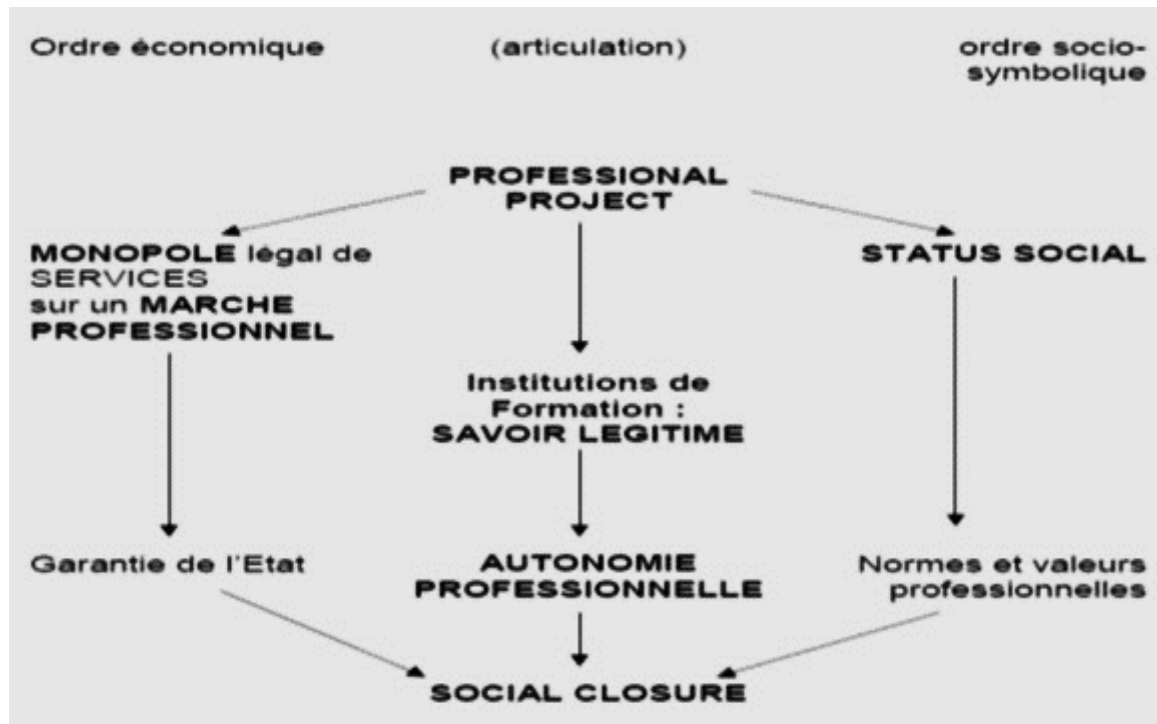 Ordre économique (articulation) ordre socio-
symbolique
PROFESSIONAL
PROJECT
MONOPOLE légal de
SERVICES
sur un MARCHE
PROFESSIONNEL
STATUS SOCIAL
Institutions de
Formation :
SAVOIR LEGITIME
Garantie de l'Etat
AUTONOMIE
PROFESSIONNELLE
Normes et valeurs
professionnelles
SOCIAL CLOSURE